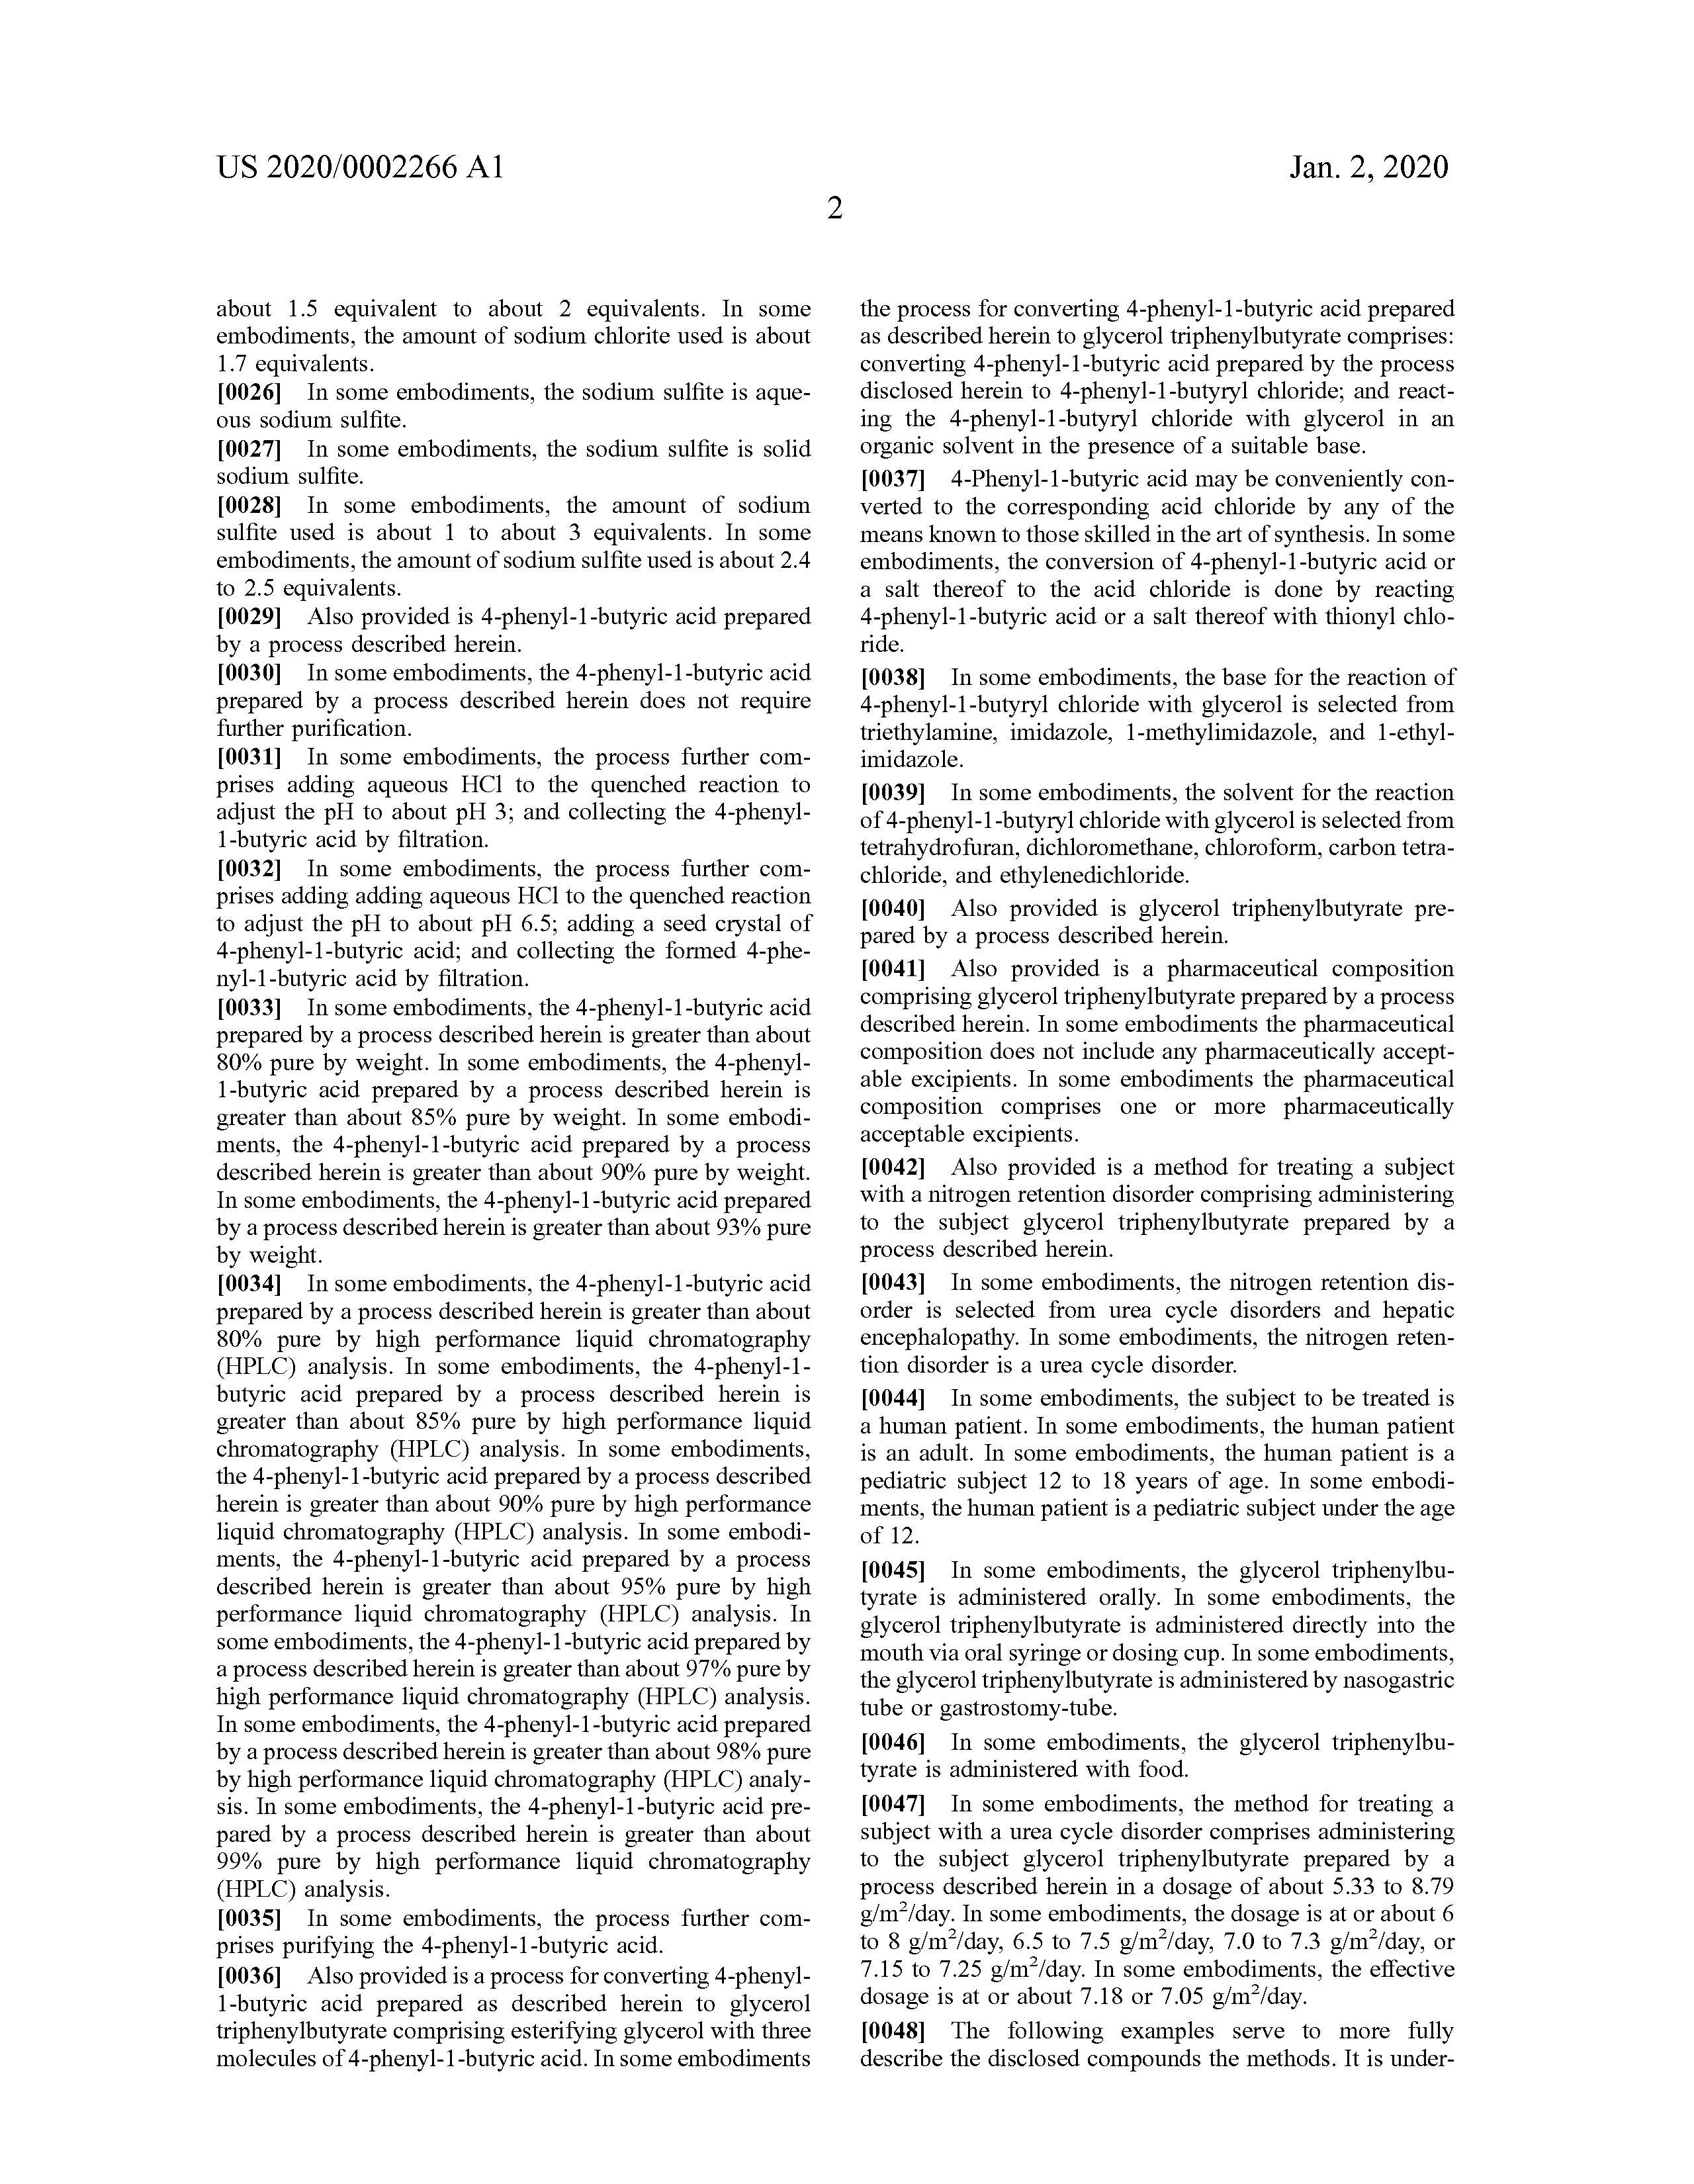 US 2020/0002266 A1
Jan. 2, 2020
2
about 1.5 equivalent to about 2 equivalents. In some
embodiments, the amount of sodium chlorite used is about
1.7 equivalents.
[0026] In some embodiments, the sodium sulfite is aque-
ous sodium sulfite.
[0027] In some embodiments, the sodium sulfite is solid
sodium sulfite.
[0028] In some embodiments, the amount of sodium
sulfite used is about 1 to about 3 equivalents. In some
embodiments, the amount of sodium sulfite used is about 2.4
to 2.5 equivalents.
[0029] Also provided is 4-phenyl-1-butyric acid prepared
by a process described herein.
[0030] In some embodiments, the 4-phenyl-1-butyric acid
prepared by a process described herein does not require
further purification.
[0031] In some embodiments, the process further com-
prises adding aqueous HCl to the quenched reaction to
adjust the pH to about pH 3; and collecting the 4-phenyl-
1-butyric acid by filtration.
[0032] In some embodiments, the process further com-
prises adding adding aqueous HCl to the quenched reaction
to adjust the pH to about pH 6.5; adding a seed crystal of
4-phenyl-1-butyric acid; and collecting the formed 4-phe-
nyl-1-butyric acid by filtration.
[0033] In some embodiments, the 4-phenyl-1-butyric acid
prepared by a process described herein is greater than about
80% pure by weight. In some embodiments, the 4-phenyl-
1-butyric acid prepared by a process described herein is
greater than about 85% pure by weight. In some embodi-
ments, the 4-phenyl-1-butyric acid prepared by a process
described herein is greater than about 90% pure by weight.
In some embodiments, the 4-phenyl-1-butyric acid prepared
by a process described herein is greater than about 93% pure
by weight.
[0034] In some embodiments, the 4-phenyl-1-butyric acid
prepared by a process described herein is greater than about
80% pure by high performance liquid chromatography
(HPLC) analysis. In some embodiments, the 4-phenyl-1-
butyric acid prepared by a process described herein is
greater than about 85% pure by high performance liquid
chromatography (HPLC) analysis. In some embodiments,
the 4-phenyl-1-butyric acid prepared by a process described
herein is greater than about 90% pure by high performance
liquid chromatography (HPLC) analysis. In some embodi-
ments, the 4-phenyl-1-butyric acid prepared by a process
described herein is greater than about 95% pure by high
performance liquid chromatography (HPLC) analysis. In
some embodiments, the 4-phenyl-1-butyric acid prepared by
a process described herein is greater than about 97% pure by
high performance liquid chromatography (HPLC) analysis.
In some embodiments, the 4-phenyl-1-butyric acid prepared
by a process described herein is greater than about 98% pure
by high performance liquid chromatography (HPLC) analy-
sis. In some embodiments, the 4-phenyl-1-butyric acid pre-
pared by a process described herein is greater than about
99% pure by high performance liquid chromatography
(HPLC) analysis.
[0035] In some embodiments, the process further com-
prises purifying the 4-phenyl-1-butyric acid.
[0036] Also provided is a process for converting 4-phenyl-
1-butyric acid prepared as described herein to glycerol
triphenylbutyrate comprising esterifying glycerol with three
molecules of 4-phenyl-1-butyric acid. In some embodiments
the process for converting 4-phenyl-1-butyric acid prepared
as described herein to glycerol triphenylbutyrate comprises:
converting 4-phenyl-1-butyric acid prepared by the process
disclosed herein to 4-phenyl-1-butyryl chloride; and react-
ing the 4-phenyl-1-butyryl chloride with glycerol in an
organic solvent in the presence of a suitable base.
[0037] 4-Phenyl-1-butyric acid may be conveniently con-
verted to the corresponding acid chloride by any of the
means known to those skilled in the art of synthesis. In some
embodiments, the conversion of 4-phenyl-1-butyric acid or
a salt thereof to the acid chloride is done by reacting
4-phenyl-1-butyric acid or a salt thereof with thionyl chlo-
ride.
[0038] In some embodiments, the base for the reaction of
4-phenyl-1-butyryl chloride with glycerol is selected from
triethylamine, imidazole, 1-methylimidazole, and 1-ethyl-
imidazole.
[0039] In some embodiments, the solvent for the reaction
of 4-phenyl-1-butyryl chloride with glycerol is selected from
tetrahydrofuran, dichloromethane, chloroform, carbon tetra-
chloride, and ethylenedichloride.
[0040] Also provided is glycerol triphenylbutyrate pre-
pared by a process described herein.
[0041] Also provided is a pharmaceutical composition
comprising glycerol triphenylbutyrate prepared by a process
described herein. In some embodiments the pharmaceutical
composition does not include any pharmaceutically accept-
able excipients. In some embodiments the pharmaceutical
composition comprises one or more pharmaceutically
acceptable excipients.
[0042] Also provided is a method for treating a subject
with a nitrogen retention disorder comprising administering
to the subject glycerol triphenylbutyrate prepared by a
process described herein.
[0043] In some embodiments, the nitrogen retention dis-
order is selected from urea cycle disorders and hepatic
encephalopathy. In some embodiments, the nitrogen reten-
tion disorder is a urea cycle disorder.
[0044] In some embodiments, the subject to be treated is
a human patient. In some embodiments, the human patient
is an adult. In some embodiments, the human patient is a
pediatric subject 12 to 18 years of age. In some embodi-
ments, the human patient is a pediatric subject under the age
of 12.
[0045] In some embodiments, the glycerol triphenylbu-
tyrate is administered orally. In some embodiments, the
glycerol triphenylbutyrate is administered directly into the
mouth via oral syringe or dosing cup. In some embodiments,
the glycerol triphenylbutyrate is administered by nasogastric
tube or gastrostomy-tube.
[0046] In some embodiments, the glycerol triphenylbu-
tyrate is administered with food.
[0047] In some embodiments, the method for treating a
subject with a urea cycle disorder comprises administering
to the subject glycerol triphenylbutyrate prepared by a
process described herein in a dosage of about 5.33 to 8.79
g/m²/day. In some embodiments, the dosage is at or about 6
to 8 g/m²/day, 6.5 to 7.5 g/m²/day, 7.0 to 7.3 g/m²/day, or
7.15 to 7.25 g/m²/day. In some embodiments, the effective
dosage is at or about 7.18 or 7.05 g/m²/day.
[0048] The following examples serve to more fully
describe the disclosed compounds the methods. It is under-